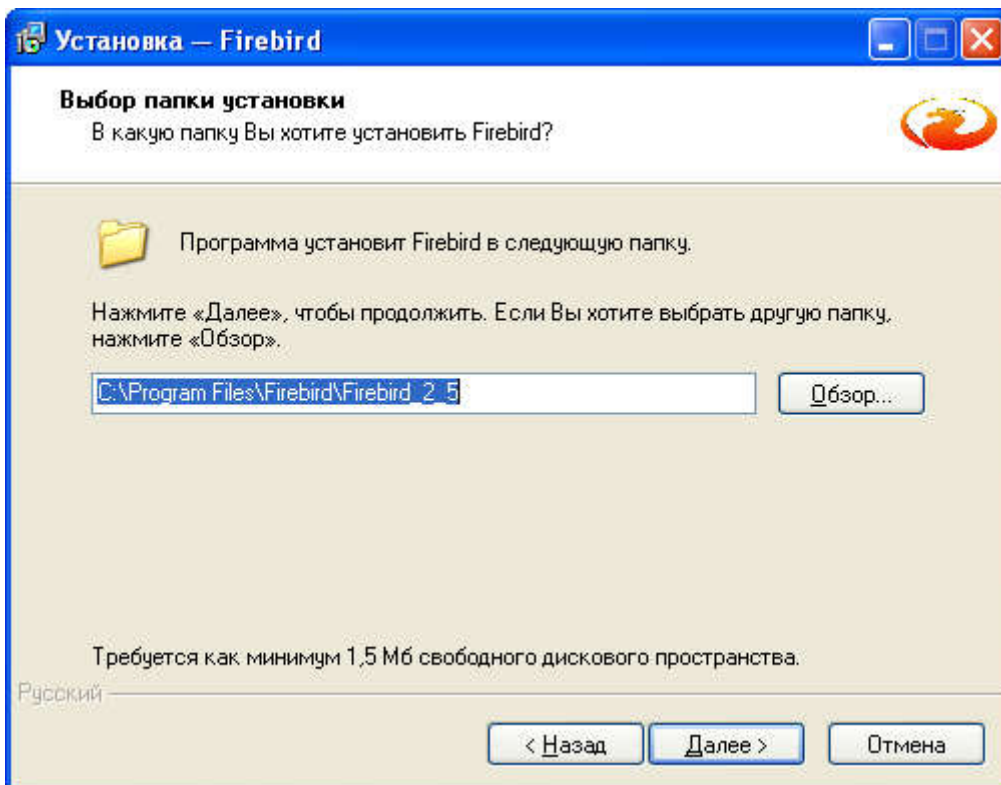 Установка — Firebird
Выбор папки установки
В какую папку Вы хотите установить Firebird?
Программа установит Firebird в следующую папку.
Нажмите «Далее», чтобы продолжить. Если Вы хотите выбрать другую папку,
нажмите «Обзор».
C:\Program Files\Firebird\Firebird_2_5
Обзор...
Требуется как минимум 1,5 Мб свободного дискового пространства.
Русский
< Назад
Далее >
Отмена